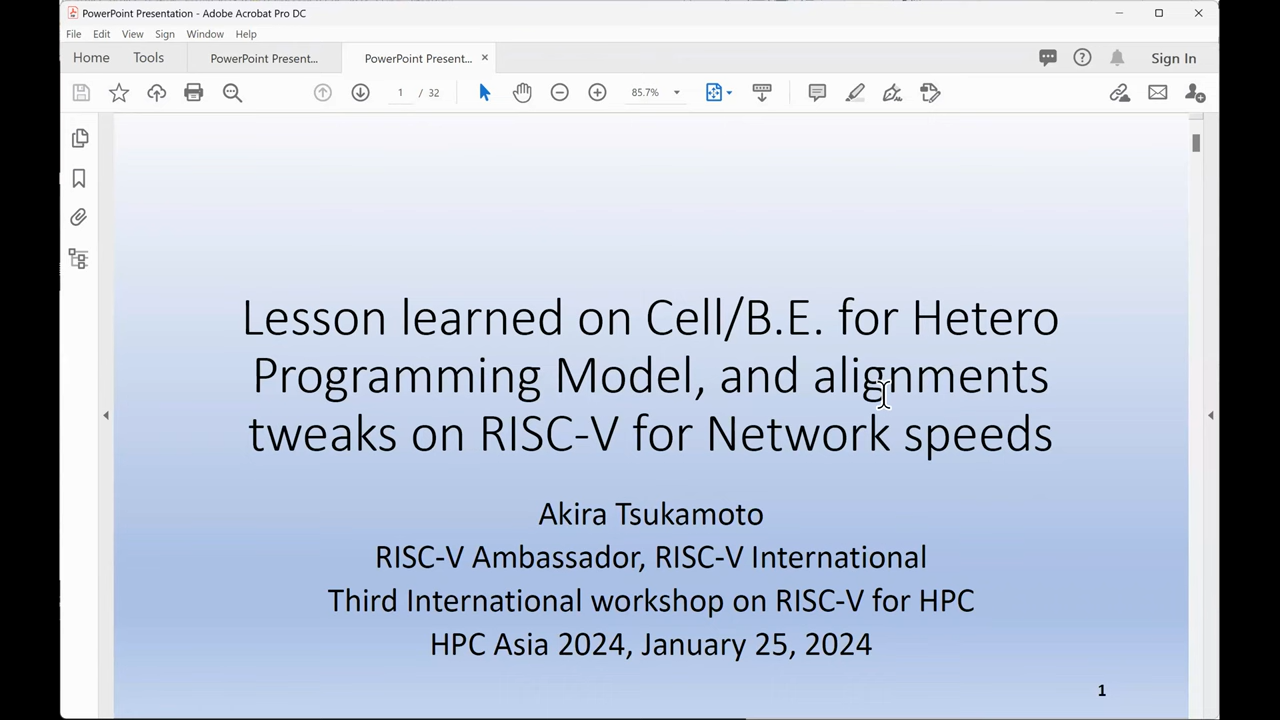 PowerPoint Presentation - Adobe Acrobat Pro DC
File Edit View Sign Window Help
Home Tools PowerPoint Present... PowerPoint Present... Sign In
1 / 32 85.7%
Lesson learned on Cell/B.E. for Hetero
Programming Model, and alignments
tweaks on RISC-V for Network speeds
Akira Tsukamoto
RISC-V Ambassador, RISC-V International
Third International workshop on RISC-V for HPC
HPC Asia 2024, January 25, 2024
1